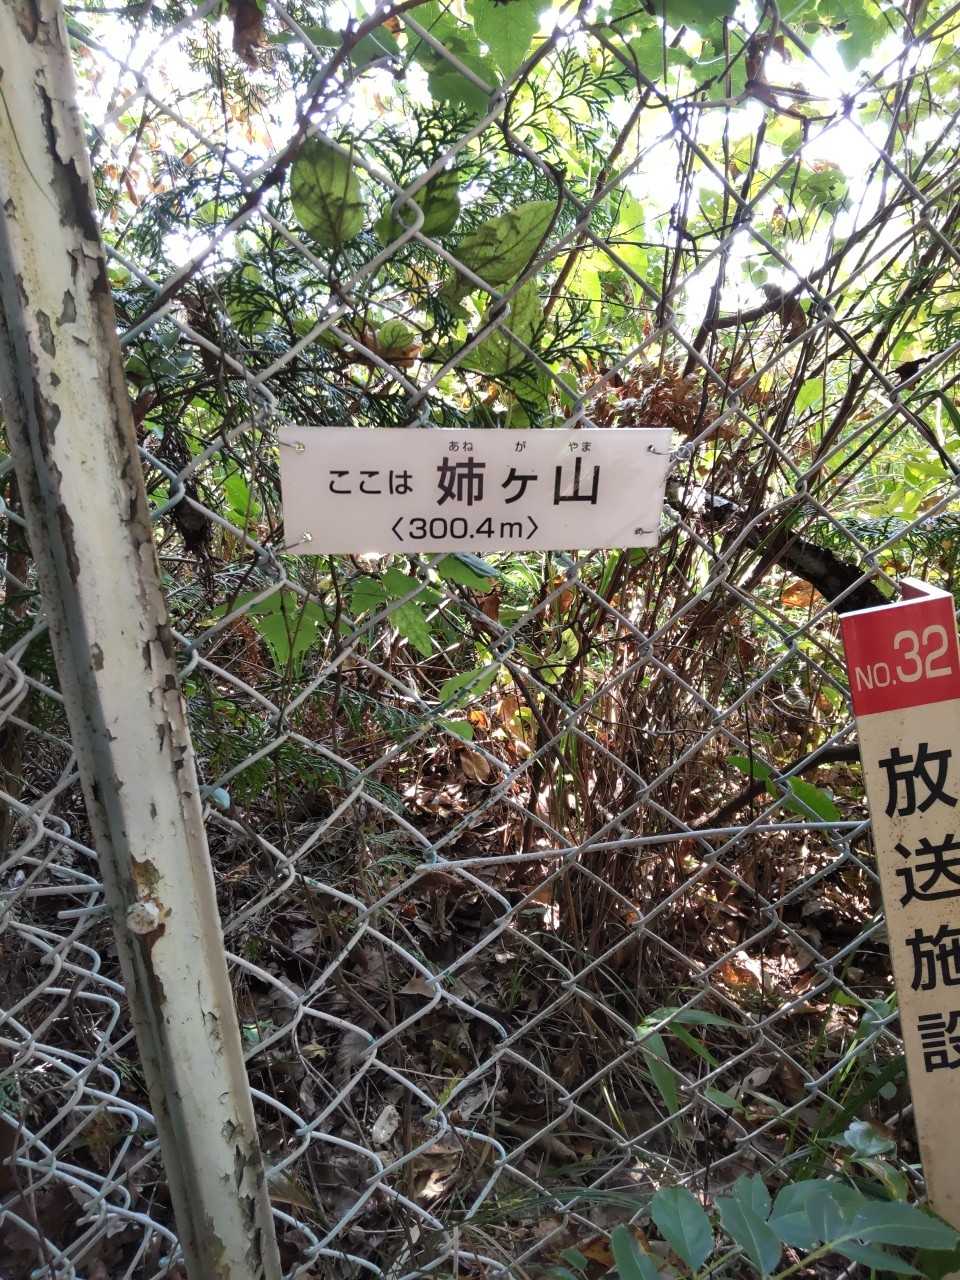 あねがやま
ここは 姉ヶ山
〈300.4m〉
NO.32
放送施設